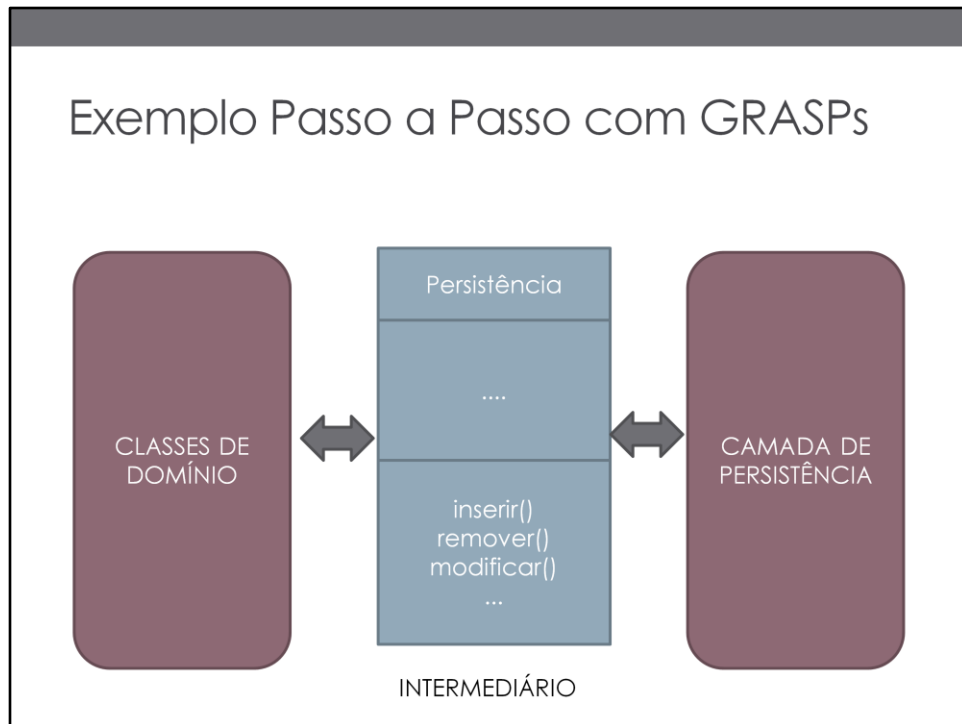 Exemplo Passo a Passo com GRASPs
CLASSES DE
DOMÍNIO
Persistência
....
inserir()
remover()
modificar()
...
INTERMEDIÁRIO
CAMADA DE
PERSISTÊNCIA